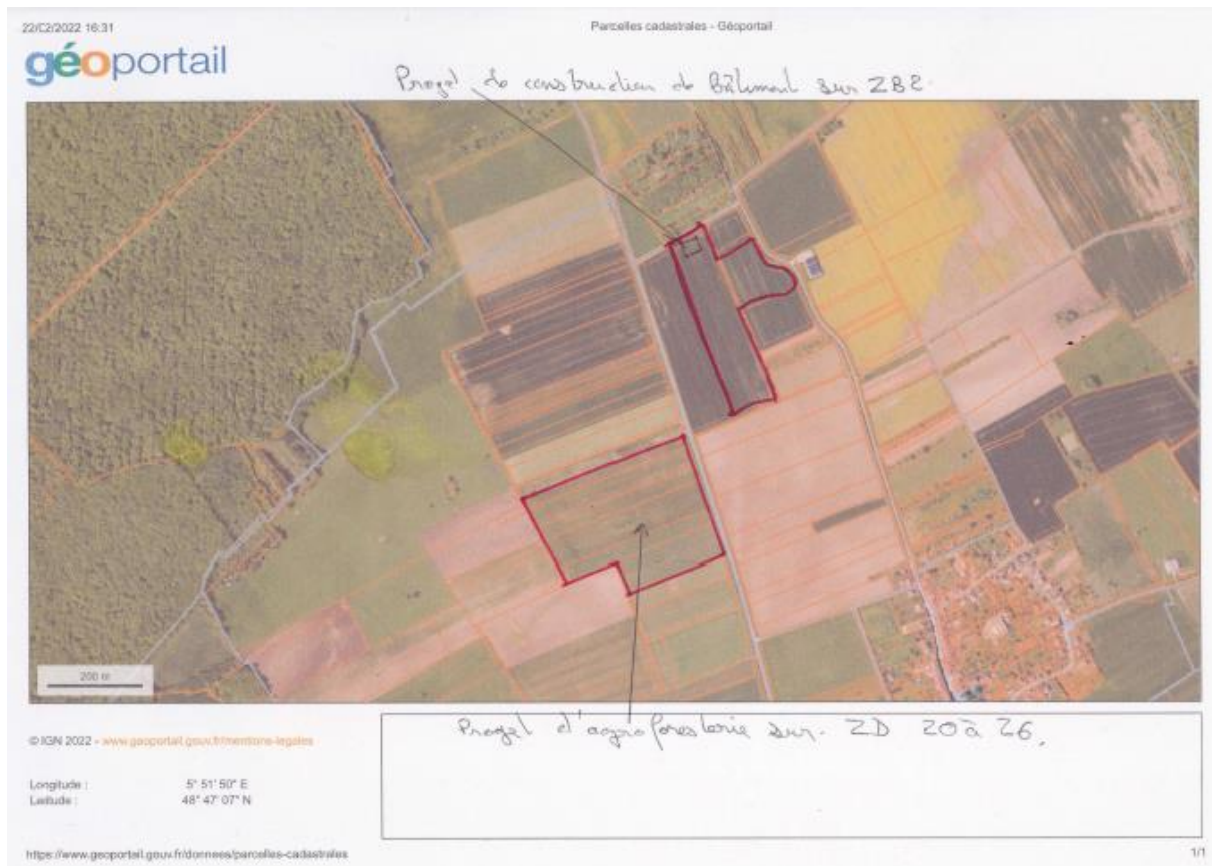 22/02/2022 16:31
Parcelles cadastrales - Géoportail
géoportail
Projet de construction de bâtiment sur ZB2.
200 m
© IGN 2022 - www.geoportail.gouv.fr/mentions-legales
Projet d'agroforesterie sur. ZD 20 à 26.
Longitude : 5° 51' 50" E
Latitude : 48° 47' 07" N
https://www.geoportail.gouv.fr/donnees/parcelles-cadastrales
1/1